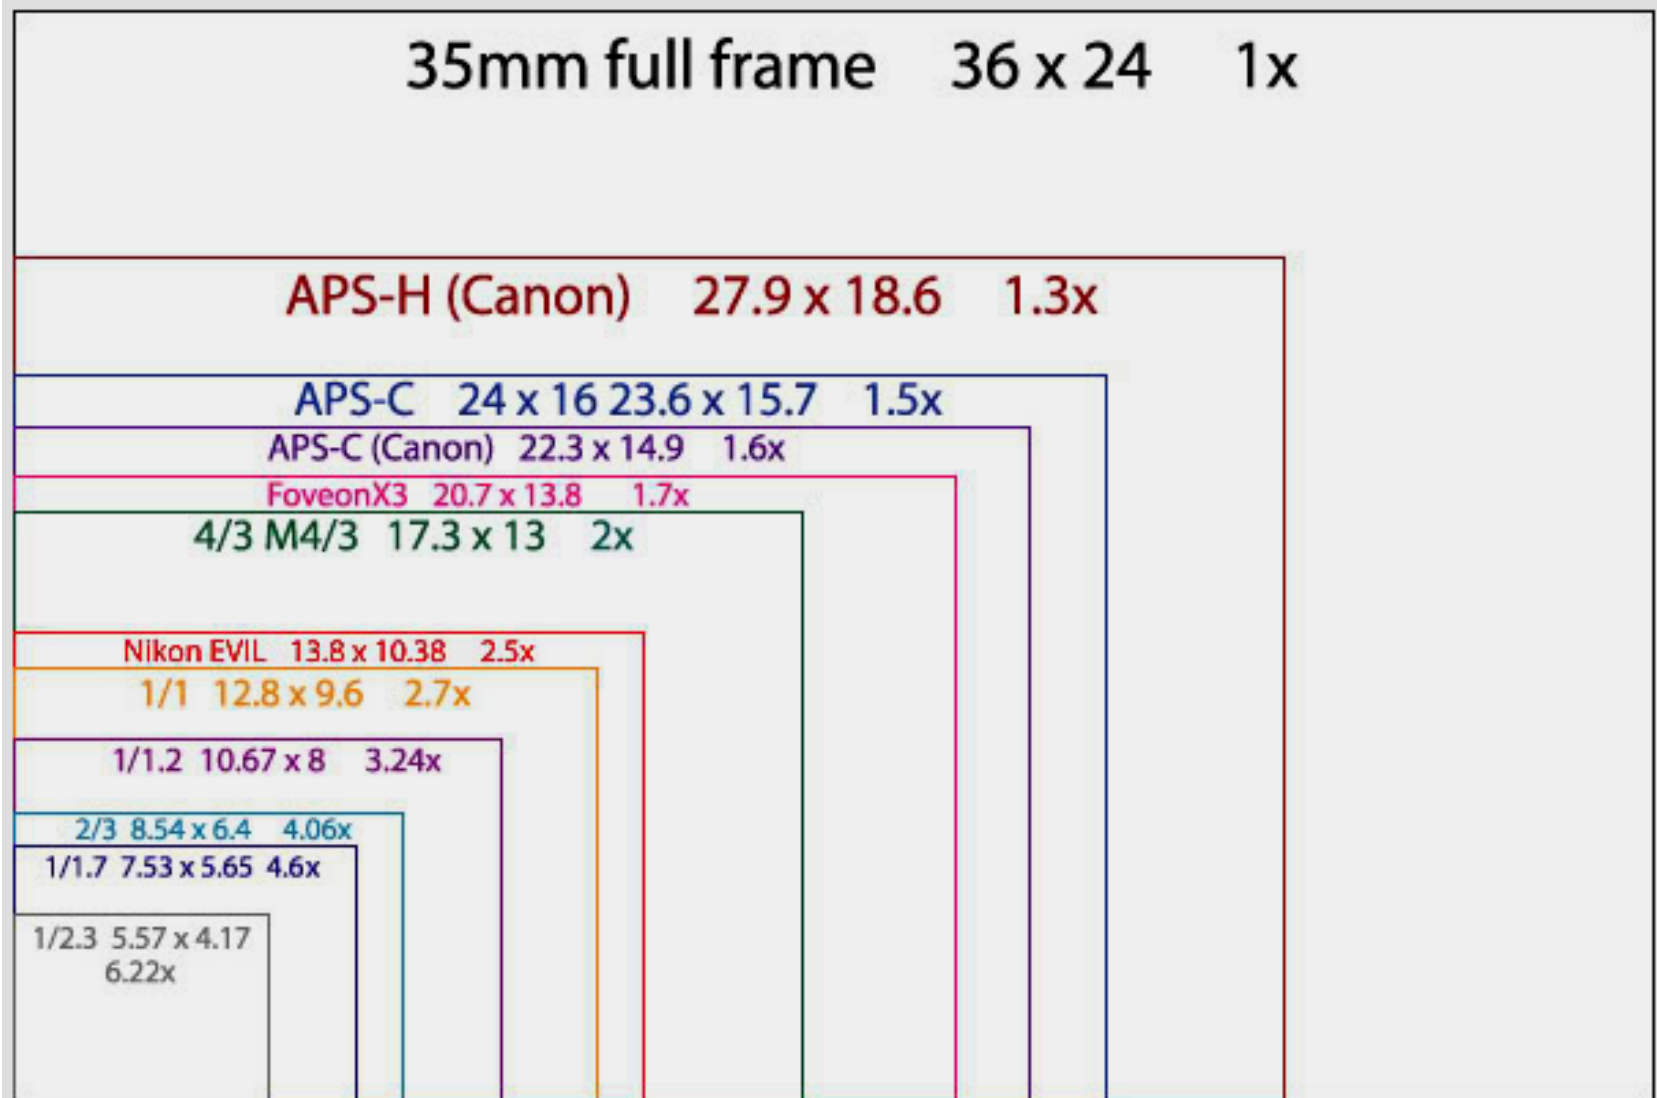 35mm full frame 36 x 24 1x
APS-H (Canon) 27.9 x 18.6 1.3x
APS-C 24 x 16 23.6 x 15.7 1.5x
APS-C (Canon) 22.3 x 14.9 1.6x
FoveonX3 20.7 x 13.8 1.7x
4/3 M4/3 17.3 x 13 2x
Nikon EVIL 13.8 x 10.38 2.5x
1/1 12.8 x 9.6 2.7x
1/1.2 10.67 x 8 3.24x
2/3 8.54 x 6.4 4.06x
1/1.7 7.53 x 5.65 4.6x
1/2.3 5.57 x 4.17
6.22x